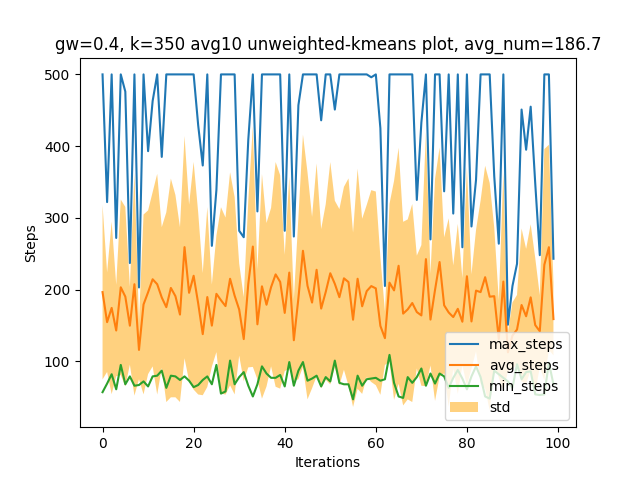 gw=0.4, k=350 avg10 unweighted-kmeans plot, avg_num=186.7
500
400
300
200
100
Steps
0
20
40
60
80
100
Iterations
max_steps
avg_steps
min_steps
std